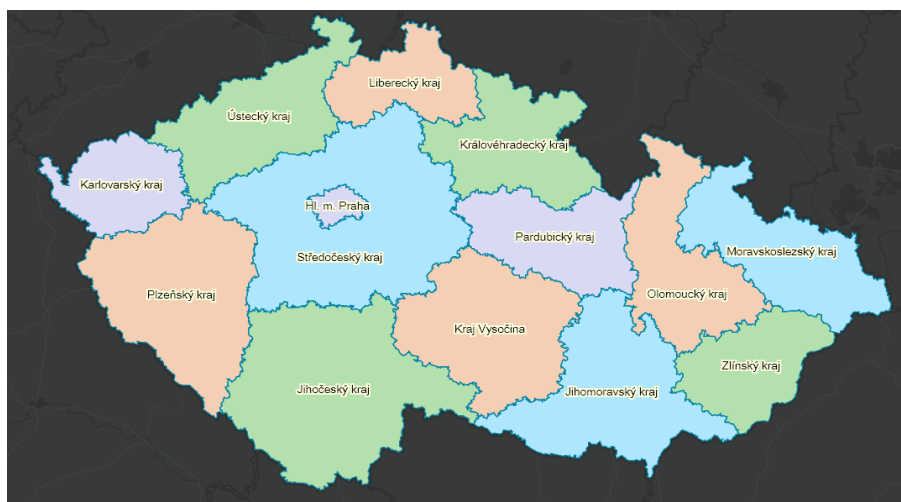 Liberecký kraj
Ústecký kraj
Královéhradecký kraj
Karlovarský kraj
Hl. m. Praha
Pardubický kraj
Moravskoslezský kraj
Středočeský kraj
Plzeňský kraj
Olomoucký kraj
Kraj Vysočina
Zlínský kraj
Jihočeský kraj
Jihomoravský kraj